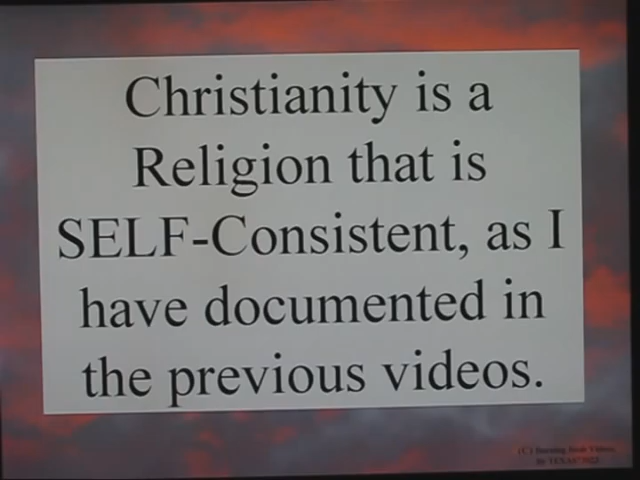 Christianity is a
Religion that is
SELF-Consistent, as I
have documented in
the previous videos.